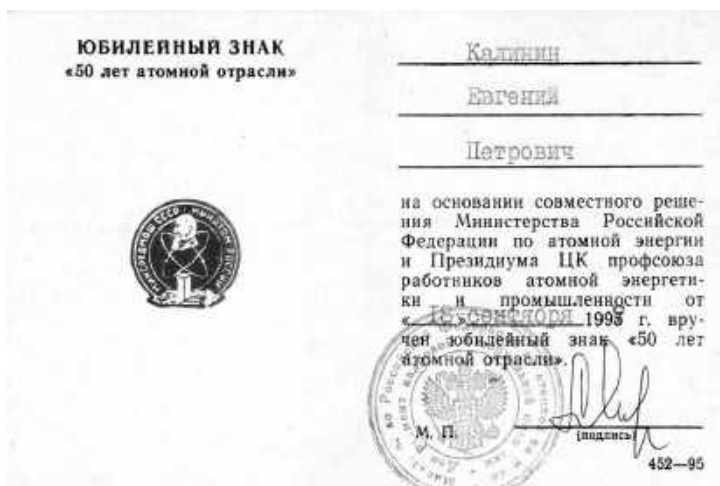 ЮБИЛЕЙНЫЙ ЗНАК
«50 лет атомной отрасли»
Калинин
Евгений
Петрович
на основании совместного реше-
ния Министерства Российской
Федерации по атомной энергии
и Президиума ЦК профсоюза
работников атомной энергети-
ки и промышленности от
« 18 » сентября 1995 г. вру-
чен юбилейный знак «50 лет
атомной отрасли».
М. П.
(подпись)
452—95